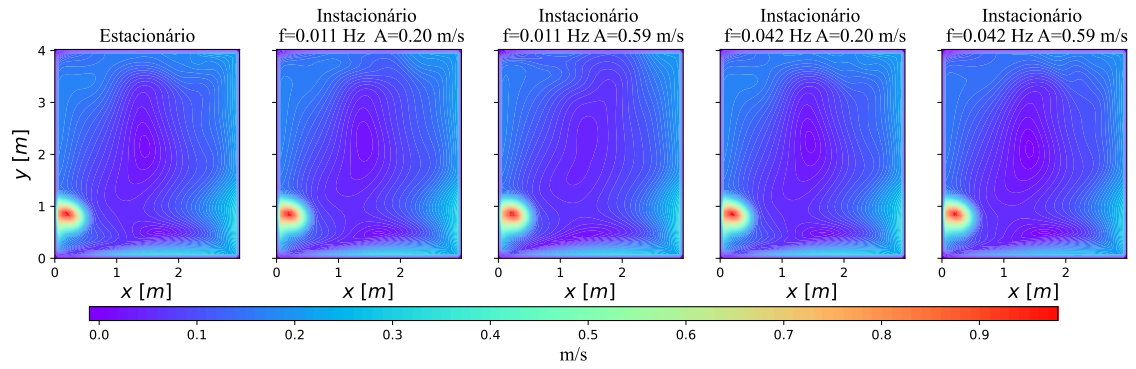 Estacionário
Instacionário
f=0.011 Hz  A=0.20 m/s
Instacionário
f=0.011 Hz A=0.59 m/s
Instacionário
f=0.042 Hz A=0.20 m/s
Instacionário
f=0.042 Hz A=0.59 m/s
y [m]
4
3
2
1
0
0 1 2
x [m]
0 1 2
x [m]
0 1 2
x [m]
0 1 2
x [m]
0 1 2
x [m]
0.0 0.1 0.2 0.3 0.4 0.5 0.6 0.7 0.8 0.9
m/s